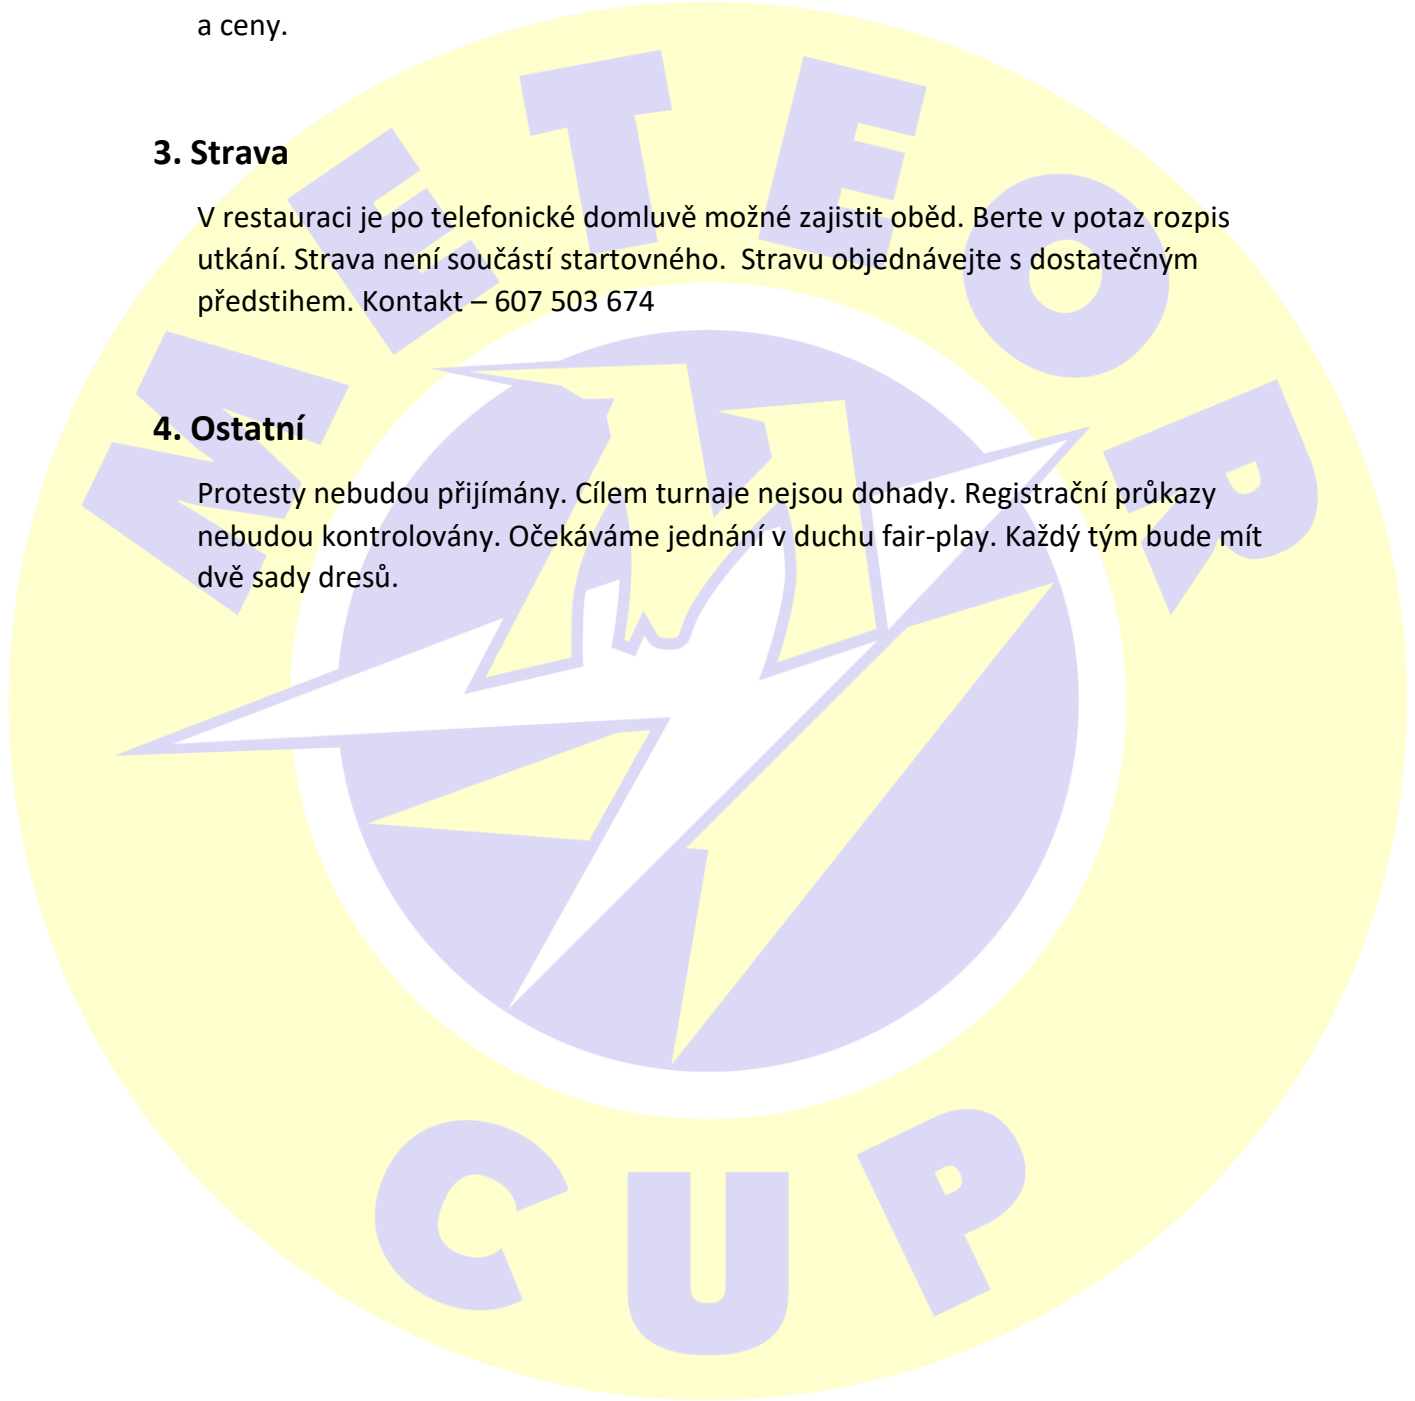 a ceny.
3. Strava
V restauraci je po telefonické domluvě možné zajistit oběd. Berte v potaz rozpis
utkání. Strava není součástí startovného.  Stravu objednávejte s dostatečným
předstihem. Kontakt – 607 503 674
4. Ostatní
Protesty nebudou přijímány. Cílem turnaje nejsou dohady. Registrační průkazy
nebudou kontrolovány. Očekáváme jednání v duchu fair-play. Každý tým bude mít
dvě sady dresů.
METEOR
CUP